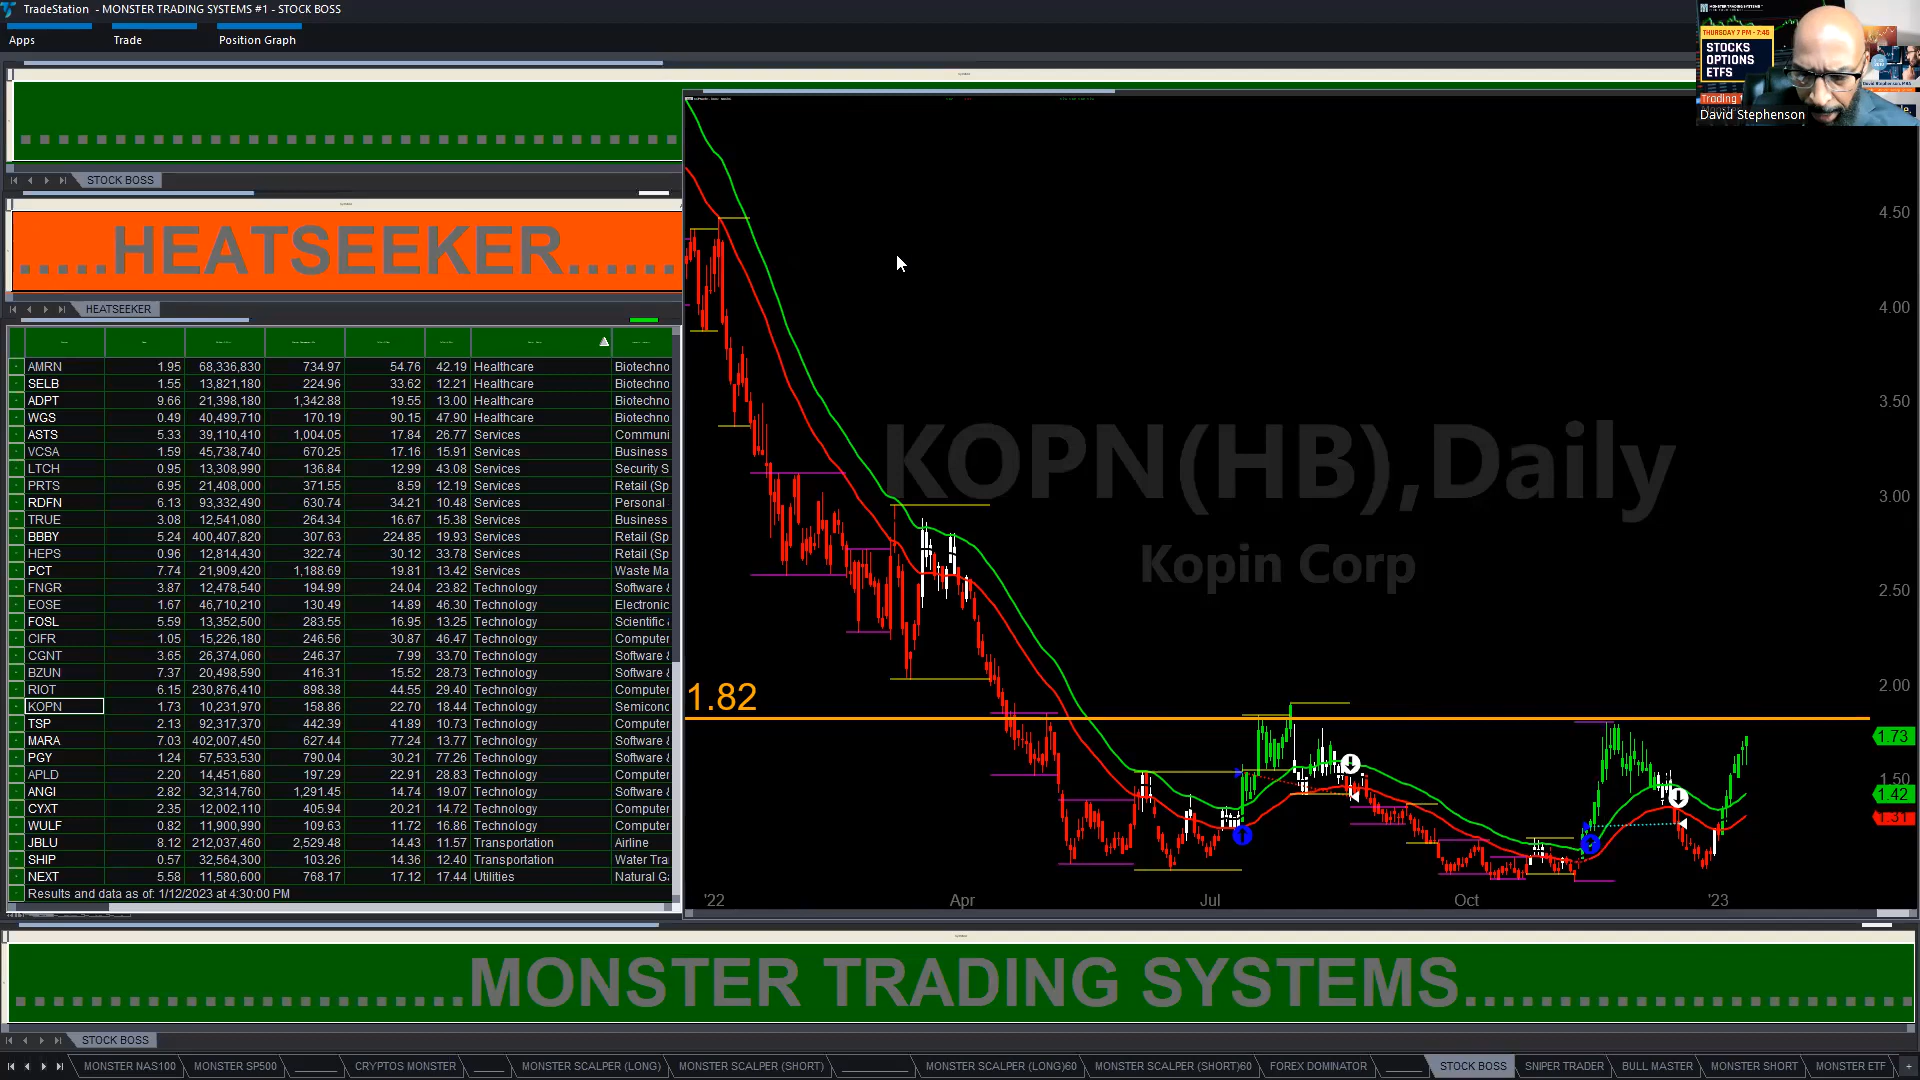 TradeStation - MONSTER TRADING SYSTEMS #1 - STOCK BOSS
Apps Trade Position Graph
THURSDAY 7 PM - 7:45
STOCKS
OPTIONS
ETFS
David Stephenson
STOCK BOSS
.....HEATSEEKER......
HEATSEEKER
AMRN 1.95 68,336,830 734.97 54.76 42.19 Healthcare Biotechno
SELB 1.55 13,821,180 224.96 33.62 12.21 Healthcare Biotechno
ADPT 9.66 21,398,180 1,342.88 19.55 13.00 Healthcare Biotechno
WGS 0.49 40,499,710 170.19 90.15 47.90 Healthcare Biotechno
ASTS 5.33 39,110,410 1,004.05 17.84 26.77 Services Communi
VCSA 1.59 45,738,740 670.25 17.16 15.91 Services Business
LTCH 0.95 13,308,990 136.84 12.99 43.08 Services Security S
PRTS 6.95 21,408,000 371.55 8.59 12.19 Services Retail (Sp
RDFN 6.13 93,332,490 630.74 34.21 10.48 Services Personal
TRUE 3.08 12,541,080 264.34 16.67 15.38 Services Business
BBBY 5.24 400,407,820 307.63 224.85 19.93 Services Retail (Sp
HEPS 0.96 12,814,430 322.74 30.12 33.78 Services Retail (Sp
PCT 7.74 21,909,420 1,188.69 19.81 13.42 Services Waste Ma
FNGR 3.87 12,478,540 194.99 24.04 23.82 Technology Software &
EOSE 1.67 46,710,210 130.49 14.89 46.30 Technology Electronic
FOSL 5.59 13,352,500 283.55 16.95 13.25 Technology Scientific &
CIFR 1.05 15,226,180 246.56 30.87 46.47 Technology Computer
CGNT 3.65 26,374,060 246.37 7.99 33.70 Technology Software &
BZUN 7.37 20,498,590 416.31 15.52 28.73 Technology Software &
RIOT 6.15 230,876,410 898.38 44.55 29.40 Technology Computer
KOPN 1.73 10,231,970 158.86 22.70 18.44 Technology Semicond
TSP 2.13 92,317,370 442.39 41.89 10.73 Technology Computer
MARA 7.03 402,007,450 627.44 77.24 13.77 Technology Software &
PGY 1.24 57,533,530 790.04 30.21 77.26 Technology Software &
APLD 2.20 14,451,680 197.29 22.91 28.83 Technology Computer
ANGI 2.82 32,314,760 1,291.45 14.74 19.07 Technology Software &
CYXT 2.35 12,002,110 405.94 20.21 14.72 Technology Computer
WULF 0.82 11,900,990 109.63 11.72 16.86 Technology Computer
JBLU 8.12 212,037,460 2,529.48 14.43 11.57 Transportation Airline
SHIP 0.57 32,564,300 103.26 14.36 12.40 Transportation Water Tra
NEXT 5.58 11,580,600 768.17 17.12 17.44 Utilities Natural Ga
Results and data as of: 1/12/2023 at 4:30:00 PM
KOPN(HB),Daily
Kopin Corp
1.82
4.50
4.00
3.50
3.00
2.50
2.00
1.73
1.50
1.42
1.31
'22 Apr Jul Oct '23
.......................MONSTER TRADING SYSTEMS.......................
STOCK BOSS
MONSTER NAS100 MONSTER SP500 CRYPTOS MONSTER MONSTER SCALPER (LONG) MONSTER SCALPER (SHORT) MONSTER SCALPER (LONG)60 MONSTER SCALPER (SHORT)60 FOREX DOMINATOR STOCK BOSS SNIPER TRADER BULL MASTER MONSTER SHORT MONSTER ETF